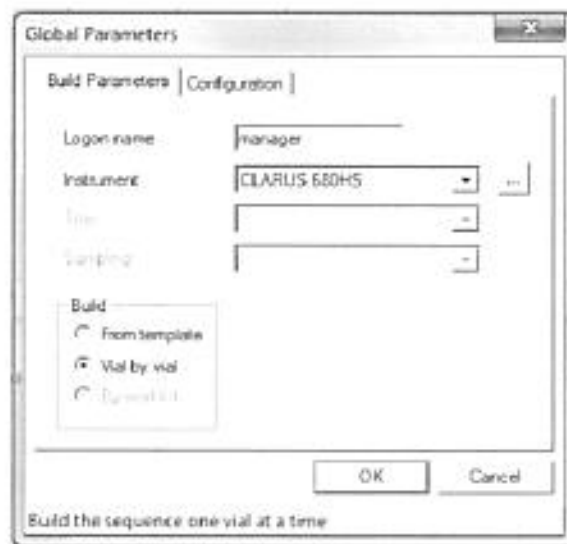 Global Parameters
Build Parameters
Configuration
Logon name
manager
Instrument
CLARUS 680HS
...
Build
From template
Vial by vial
OK
Cancel
Build the sequence one vial at a time